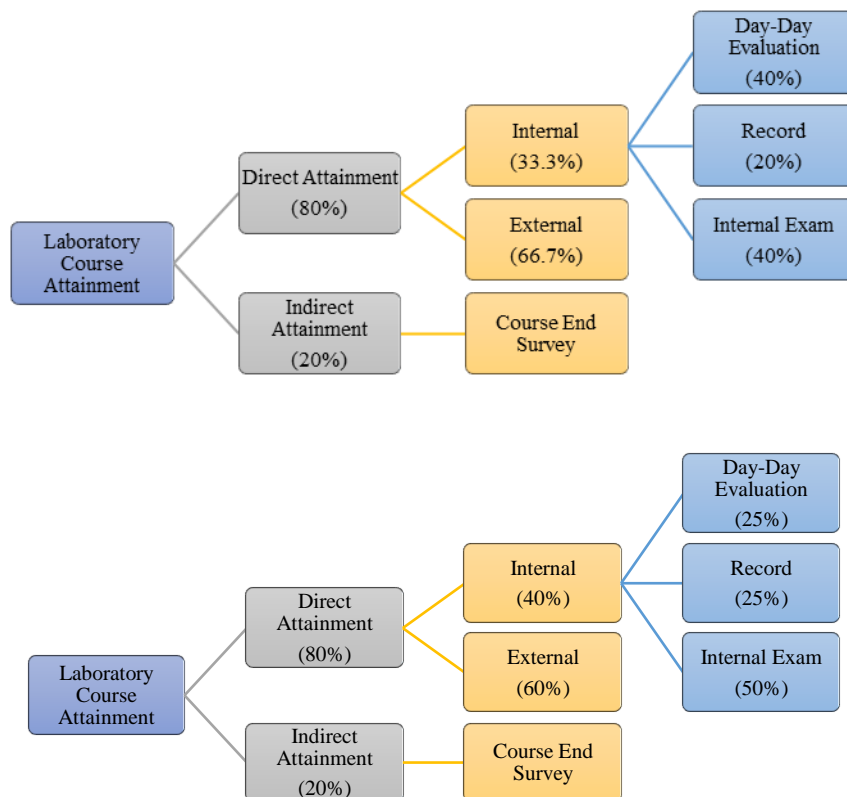 Day-Day
Evaluation
(40%)
Internal
(33.3%)
Record
(20%)
Direct Attainment
(80%)
External
(66.7%)
Internal Exam
(40%)
Laboratory
Course
Attainment
Indirect
Attainment
(20%)
Course End
Survey
Day-Day
Evaluation
(25%)
Internal
(40%)
Record
(25%)
Direct
Attainment
(80%)
External
(60%)
Internal Exam
(50%)
Laboratory
Course
Attainment
Indirect
Attainment
(20%)
Course End
Survey